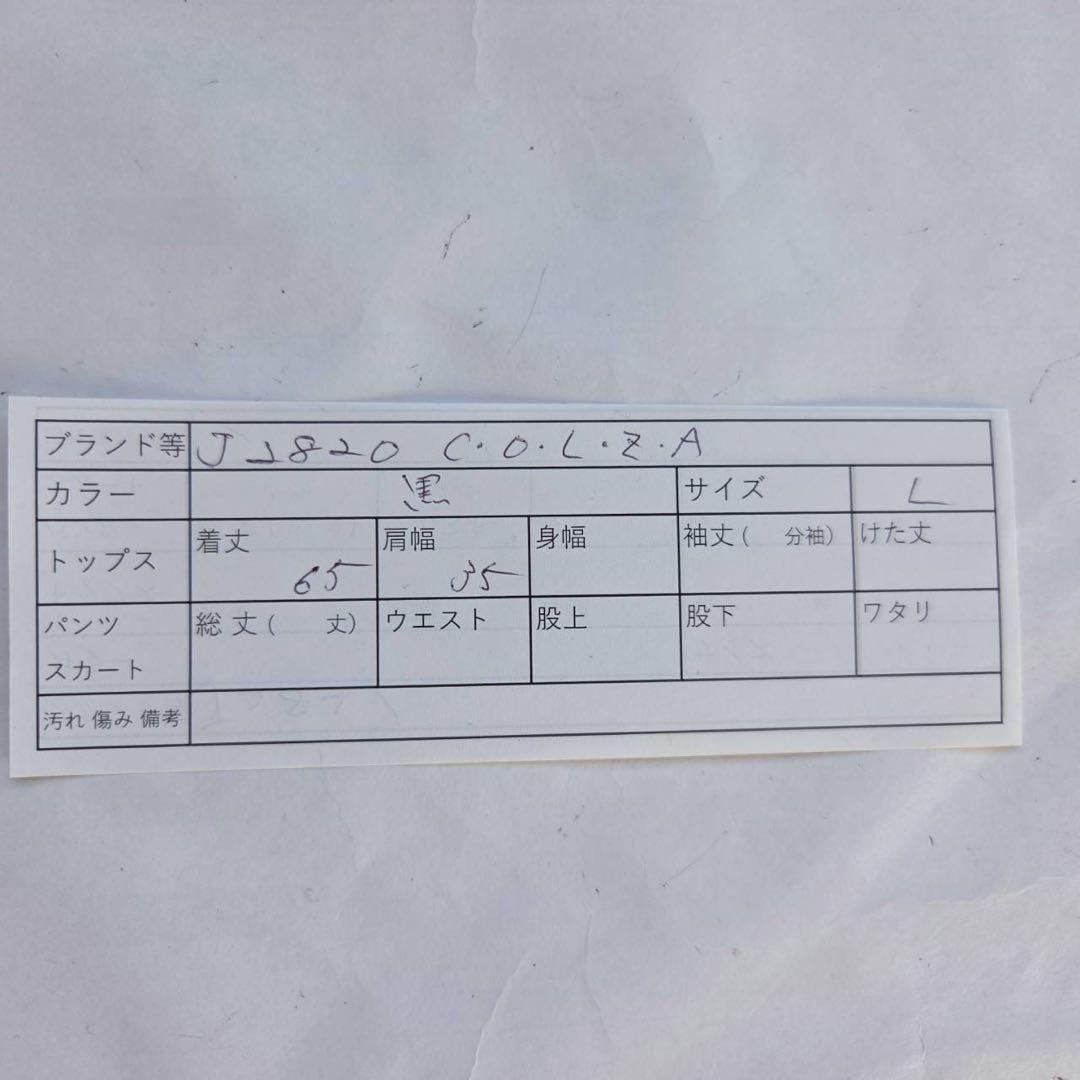 ブランド等 J2820 C・O・L・Z・A
カラー 黒 サイズ L
トップス 着丈 65 肩幅 35 身幅 袖丈( 分袖) けた丈
パンツ スカート 総丈( 丈) ウエスト 股上 股下 ワタリ
汚れ 傷み 備考